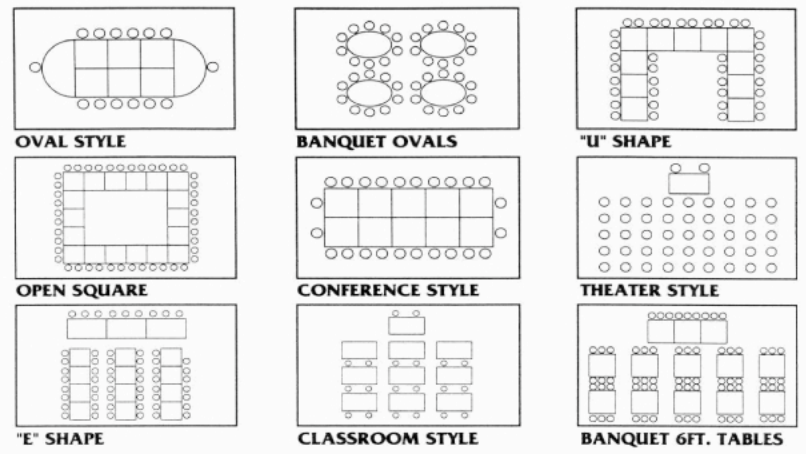 OVAL STYLE
BANQUET OVALS
"U" SHAPE
OPEN SQUARE
CONFERENCE STYLE
THEATER STYLE
"E" SHAPE
CLASSROOM STYLE
BANQUET 6FT. TABLES